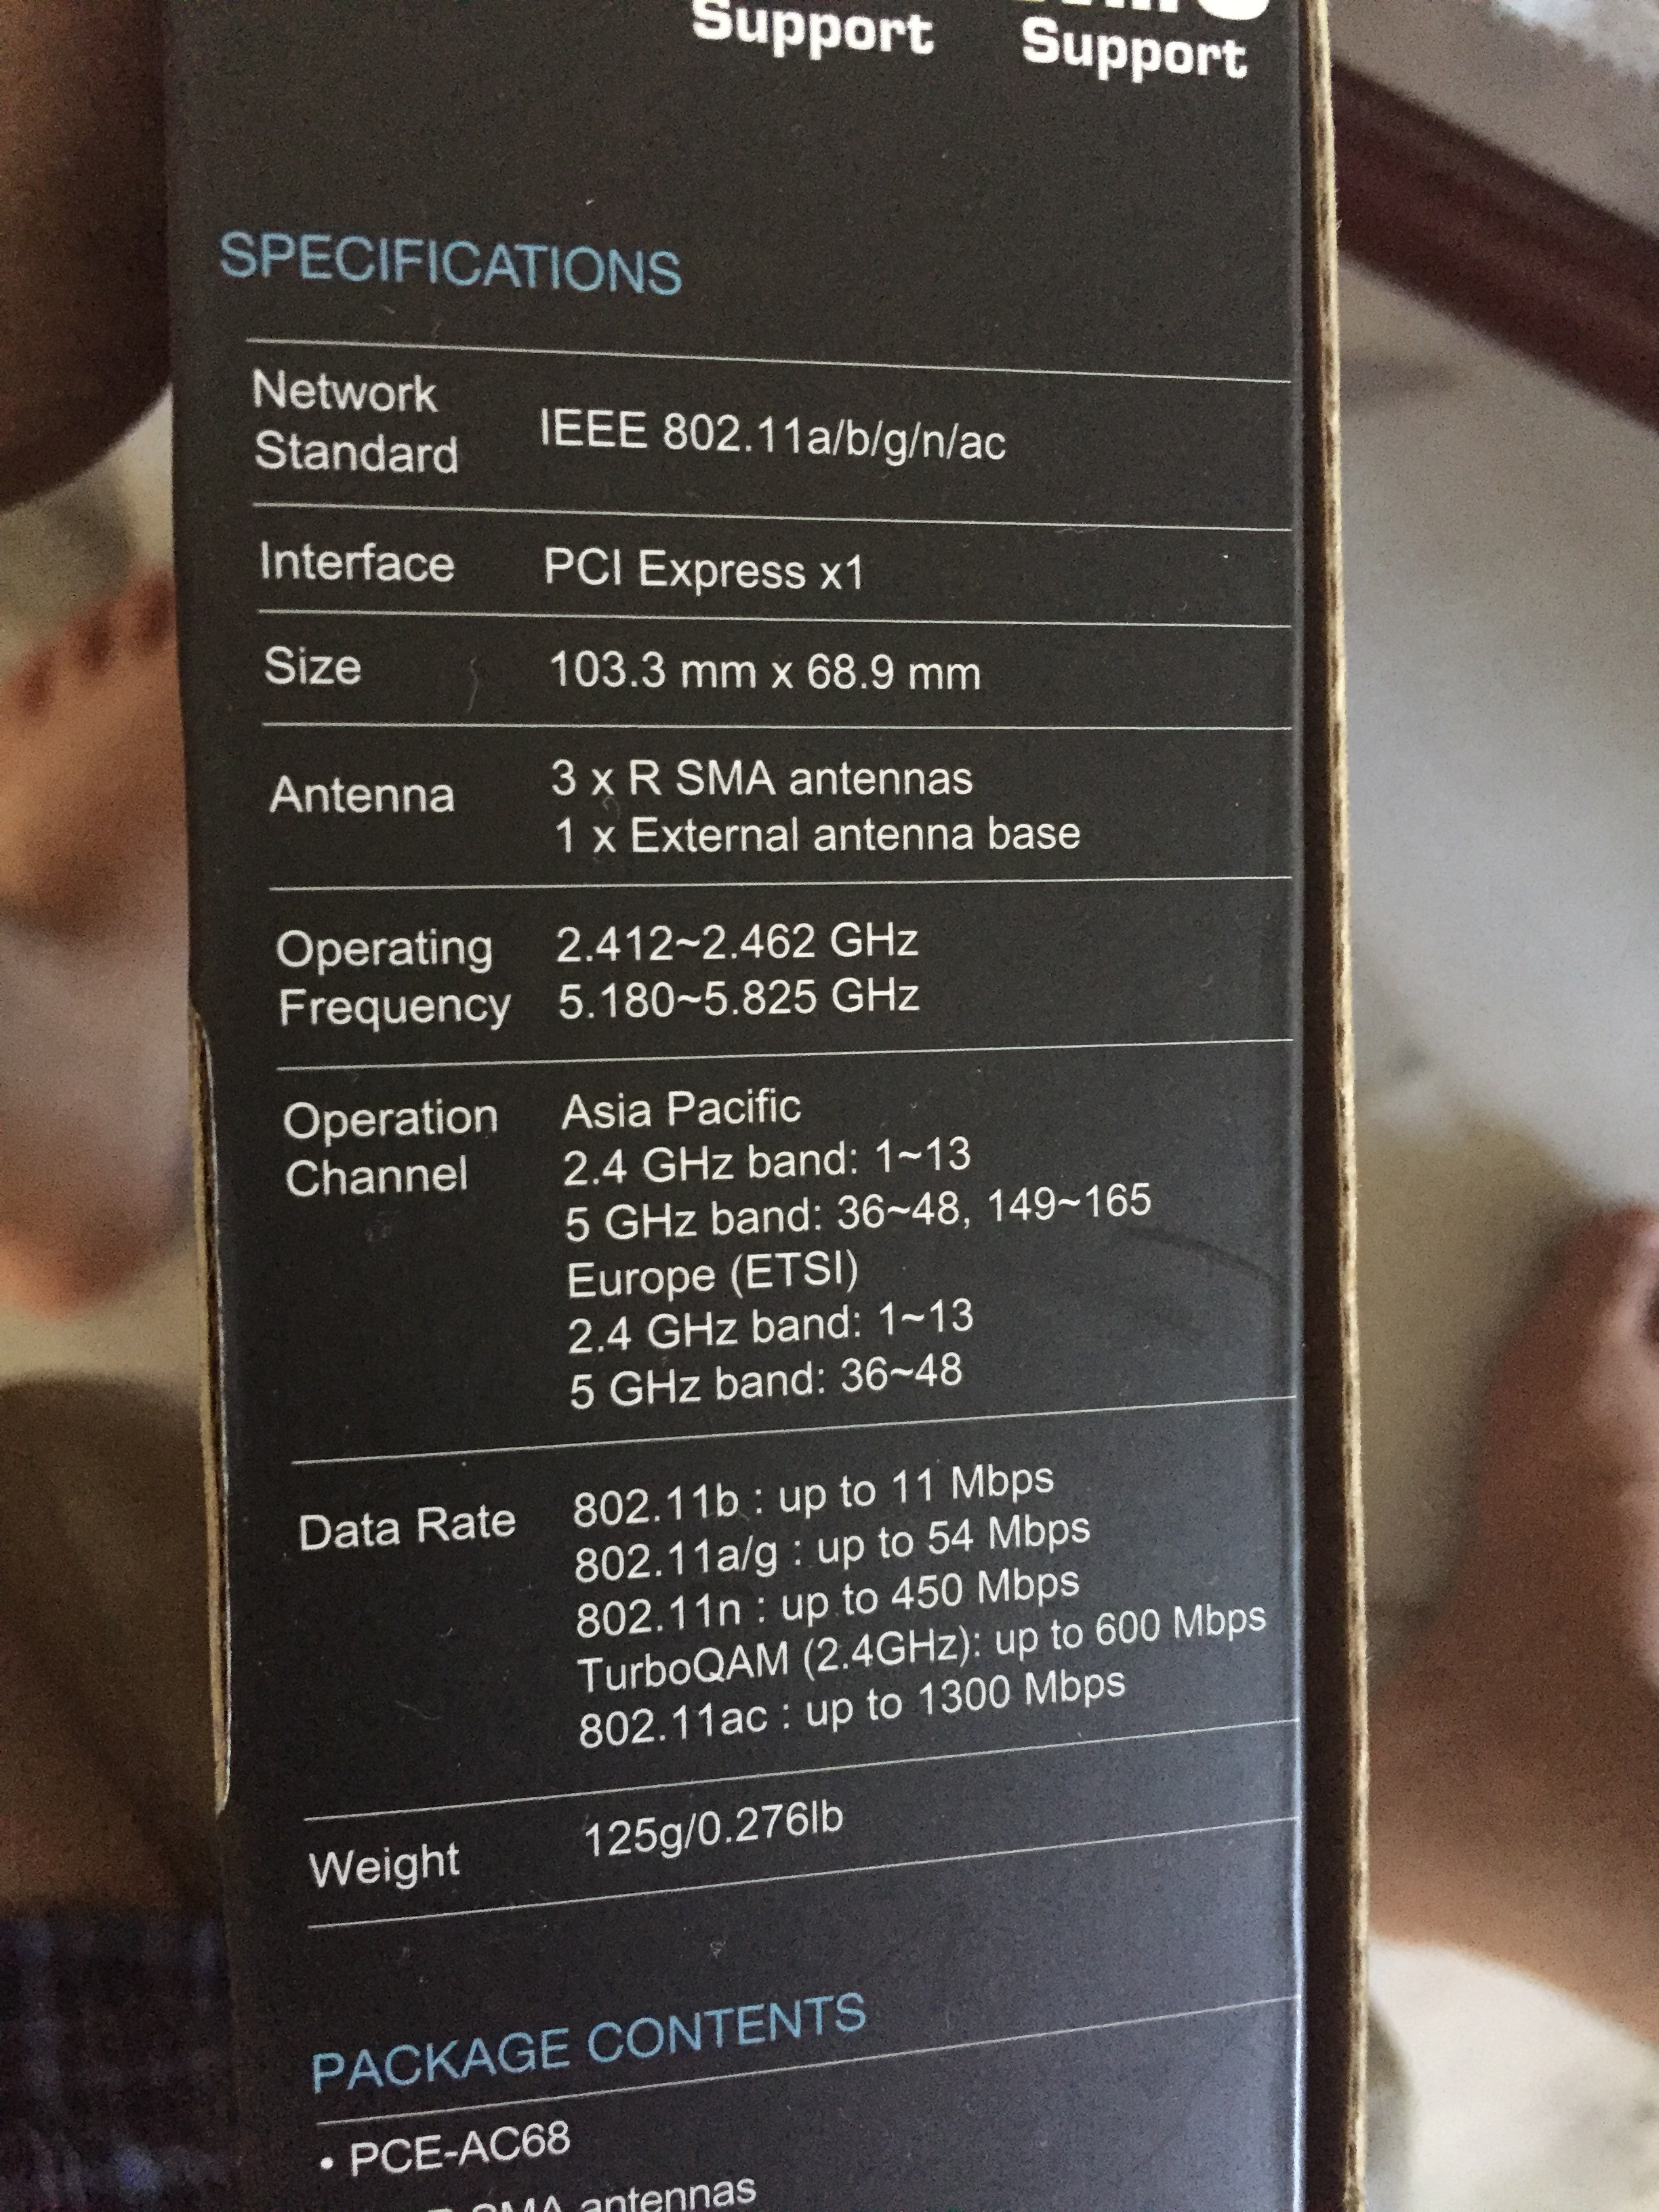 Support Support
SPECIFICATIONS
Network
Standard
IEEE 802.11a/b/g/n/ac
Interface PCI Express x1
Size 103.3 mm x 68.9 mm
Antenna
3 x R SMA antennas
1 x External antenna base
Operating 2.412~2.462 GHz
Frequency 5.180~5.825 GHz
Operation Asia Pacific
Channel 2.4 GHz band: 1~13
5 GHz band: 36~48, 149~165
Europe (ETSI)
2.4 GHz band: 1~13
5 GHz band: 36~48
Data Rate 802.11b : up to 11 Mbps
802.11a/g : up to 54 Mbps
802.11n : up to 450 Mbps
TurboQAM (2.4GHz): up to 600 Mbps
802.11ac : up to 1300 Mbps
Weight 125g/0.276lb
PACKAGE CONTENTS
• PCE-AC68
SMA antennas